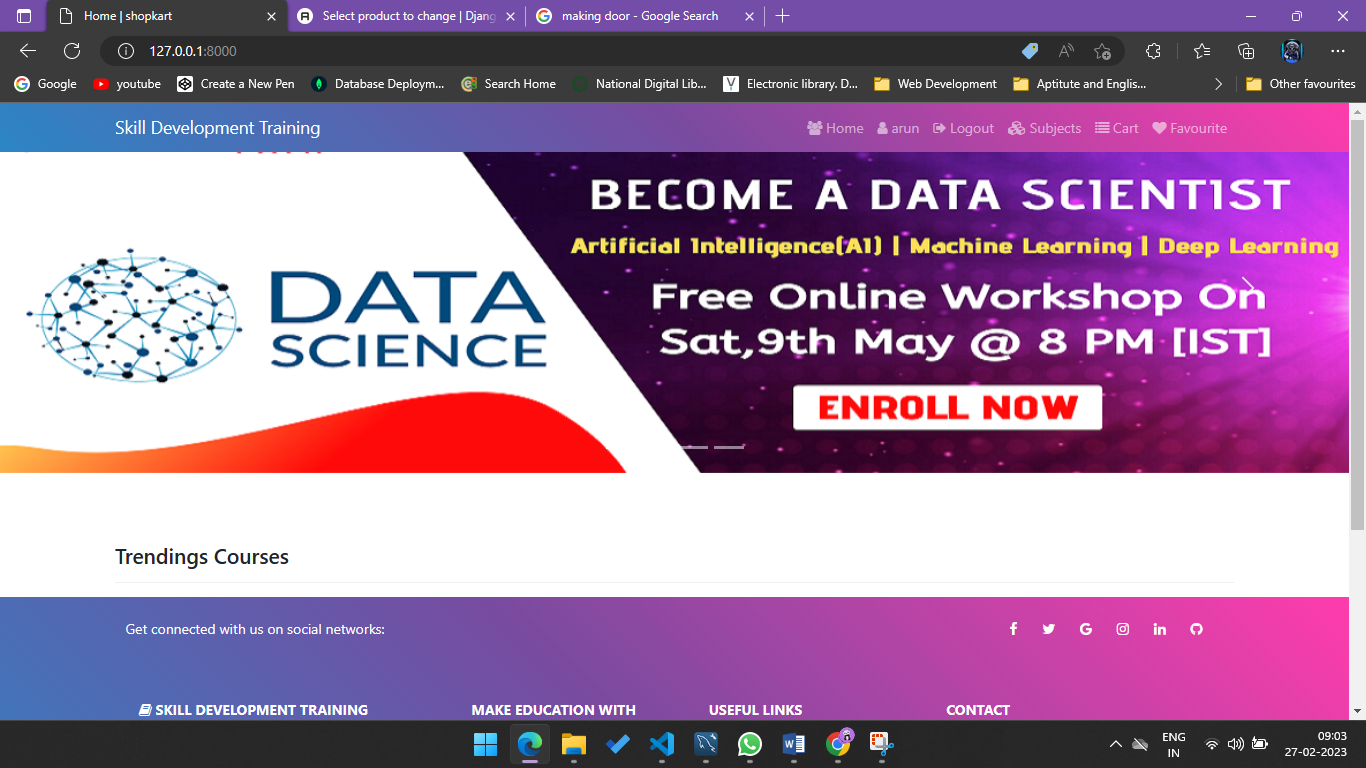 Home | shopkart
Select product to change | Djang
making door - Google Search
127.0.0.1:8000
Google
youtube
Create a New Pen
Database Deploym...
Search Home
National Digital Lib...
Electronic library. D...
Web Development
Aptitute and Englis...
Other favourites
Skill Development Training
Home
arun
Logout
Subjects
Cart
Favourite
BECOME A DATA SCIENTIST
Artificial Intelligence(AI) | Machine Learning | Deep Learning
DATA
SCIENCE
Free Online Workshop On
Sat,9th May @ 8 PM [IST]
ENROLL NOW
Trendings Courses
Get connected with us on social networks:
SKILL DEVELOPMENT TRAINING
MAKE EDUCATION WITH
USEFUL LINKS
CONTACT
ENG
IN
09:03
27-02-2023